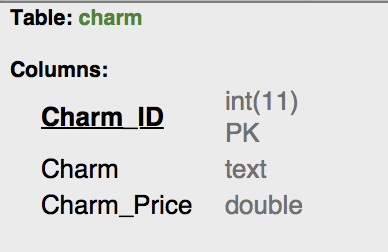 Table: charm
Columns:
Charm_ID int(11)
PK
Charm text
Charm_Price double